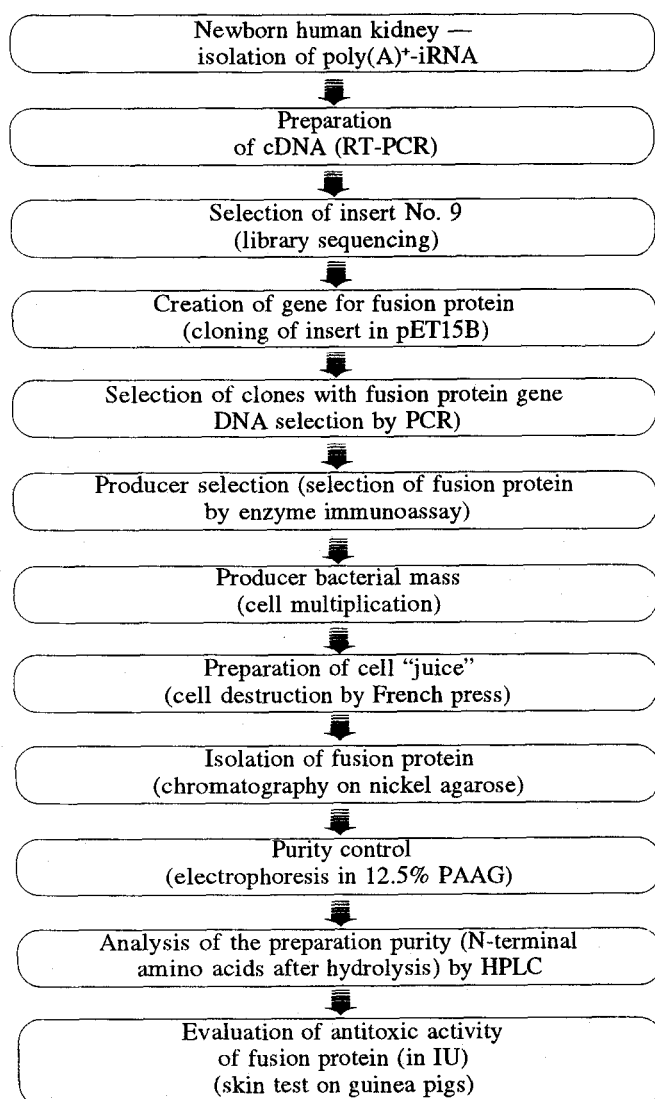 Newborn human kidney —
isolation of poly(A)⁺-iRNA
Preparation
of cDNA (RT-PCR)
Selection of insert No. 9
(library sequencing)
Creation of gene for fusion protein
(cloning of insert in pET15B)
Selection of clones with fusion protein gene
DNA selection by PCR)
Producer selection (selection of fusion protein
by enzyme immunoassay)
Producer bacterial mass
(cell multiplication)
Preparation of cell “juice”
(cell destruction by French press)
Isolation of fusion protein
(chromatography on nickel agarose)
Purity control
(electrophoresis in 12.5% PAAG)
Analysis of the preparation purity (N-terminal
amino acids after hydrolysis) by HPLC
Evaluation of antitoxic activity
of fusion protein (in IU)
(skin test on guinea pigs)